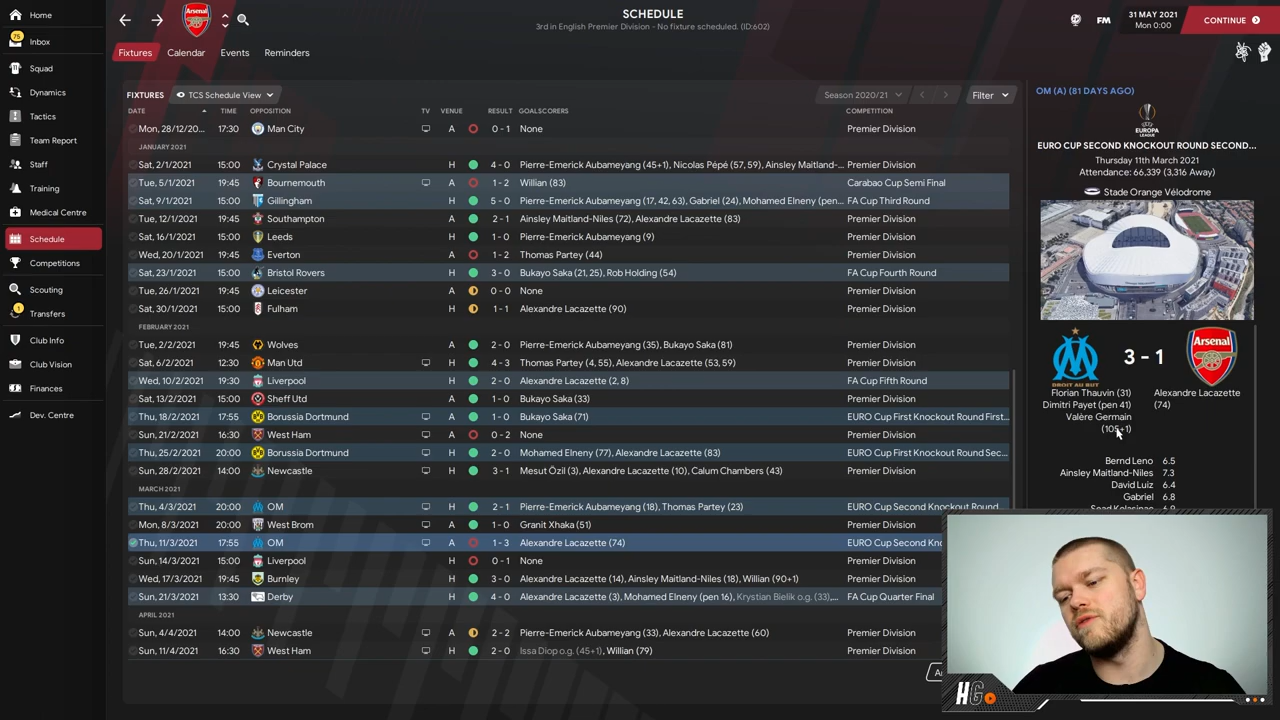 Home
75
Inbox
Squad
Dynamics
Tactics
Team Report
Staff
Training
Medical Centre
Schedule
Competitions
Scouting
1
Transfers
Club Info
Club Vision
Finances
Dev. Centre
Arsenal
SCHEDULE
3rd in English Premier Division - No fixture scheduled. (ID:602)
FM
31 MAY 2021
Mon 0:00
CONTINUE
Fixtures Calendar Events Reminders
FIXTURES TCS Schedule View Season 2020/21 Filter
DATE TIME OPPOSITION TV VENUE RESULT GOALSCORERS COMPETITION
Mon, 28/12/20... 17:30 Man City A 0 - 1 None Premier Division
JANUARY 2021
Sat, 2/1/2021 15:00 Crystal Palace H 4 - 0 Pierre-Emerick Aubameyang (45+1), Nicolas Pépé (57, 59), Ainsley Maitland-... Premier Division
Tue, 5/1/2021 19:45 Bournemouth A 1 - 2 Willian (83) Carabao Cup Semi Final
Sat, 9/1/2021 15:00 Gillingham H 5 - 0 Pierre-Emerick Aubameyang (17, 42, 63), Gabriel (24), Mohamed Elneny (pen... FA Cup Third Round
Tue, 12/1/2021 19:45 Southampton A 2 - 1 Ainsley Maitland-Niles (72), Alexandre Lacazette (83) Premier Division
Sat, 16/1/2021 15:00 Leeds H 1 - 0 Pierre-Emerick Aubameyang (9) Premier Division
Wed, 20/1/2021 19:45 Everton A 1 - 2 Thomas Partey (44) Premier Division
Sat, 23/1/2021 15:00 Bristol Rovers H 3 - 0 Bukayo Saka (21, 25), Rob Holding (54) FA Cup Fourth Round
Tue, 26/1/2021 19:45 Leicester A 0 - 0 None Premier Division
Sat, 30/1/2021 15:00 Fulham H 1 - 1 Alexandre Lacazette (90) Premier Division
FEBRUARY 2021
Tue, 2/2/2021 19:45 Wolves A 2 - 0 Thomas Partey (35), Bukayo Saka (81) Premier Division
Sat, 6/2/2021 12:30 Man Utd H 4 - 2 Thomas Partey (4, 55), Alexandre Lacazette (53, 59) Premier Division
Wed, 10/2/2021 19:30 Liverpool H 2 - 0 Alexandre Lacazette (2, 8) FA Cup Fifth Round
Sat, 13/2/2021 15:00 Sheff Utd A 1 - 0 Bukayo Saka (33) Premier Division
Thu, 18/2/2021 17:55 Borussia Dortmund A 1 - 0 Bukayo Saka (71) EURO Cup First Knockout Round First...
Sun, 21/2/2021 16:30 West Ham A 0 - 2 None Premier Division
Thu, 25/2/2021 20:00 Borussia Dortmund H 2 - 0 Mohamed Elneny (77), Alexandre Lacazette (83) EURO Cup First Knockout Round Sec...
Sun, 28/2/2021 14:00 Newcastle H 3 - 1 Mesut Özil (3), Alexandre Lacazette (10), Calum Chambers (43) Premier Division
MARCH 2021
Thu, 4/3/2021 20:00 OM H 2 - 1 Pierre-Emerick Aubameyang (18), Thomas Partey (23) EURO Cup Second Knockout Round
Mon, 8/3/2021 20:00 West Brom A 1 - 0 Granit Xhaka (51) Premier Division
Thu, 11/3/2021 17:55 OM A 1 - 3 Alexandre Lacazette (74) EURO Cup Second Kno
Sun, 14/3/2021 15:00 Liverpool H 0 - 1 None Premier Division
Wed, 17/3/2021 19:45 Burnley H 3 - 0 Alexandre Lacazette (14), Ainsley Maitland-Niles (18), Willian (90+1) Premier Division
Sun, 21/3/2021 13:30 Derby H 4 - 0 Alexandre Lacazette (3), Mohamed Elneny (pen 16), Krystian Bielik o.g. (33),... FA Cup Quarter Final
APRIL 2021
Sun, 4/4/2021 14:00 Newcastle A 2 - 2 Pierre-Emerick Aubameyang (33), Alexandre Lacazette (60) Premier Division
Sun, 11/4/2021 16:30 West Ham H 2 - 0 Issa Diop o.g. (45+1), Willian (79) Premier Division
OM (A) (81 DAYS AGO)
EUROPA
LEAGUE
EURO CUP SECOND KNOCKOUT ROUND SECOND...
Thursday 11th March 2021
Attendance: 66,339 (3,316 Away)
Stade Orange Vélodrome
DROIT AU BUT
3 - 1
Arsenal
Florian Thauvin (31)
Dimitri Payet (pen 41)
Valère Germain
(105+1)
Alexandre Lacazette
(74)
Bernd Leno 6.5
Ainsley Maitland-Niles 7.3
David Luiz 6.4
Gabriel 6.8
HG